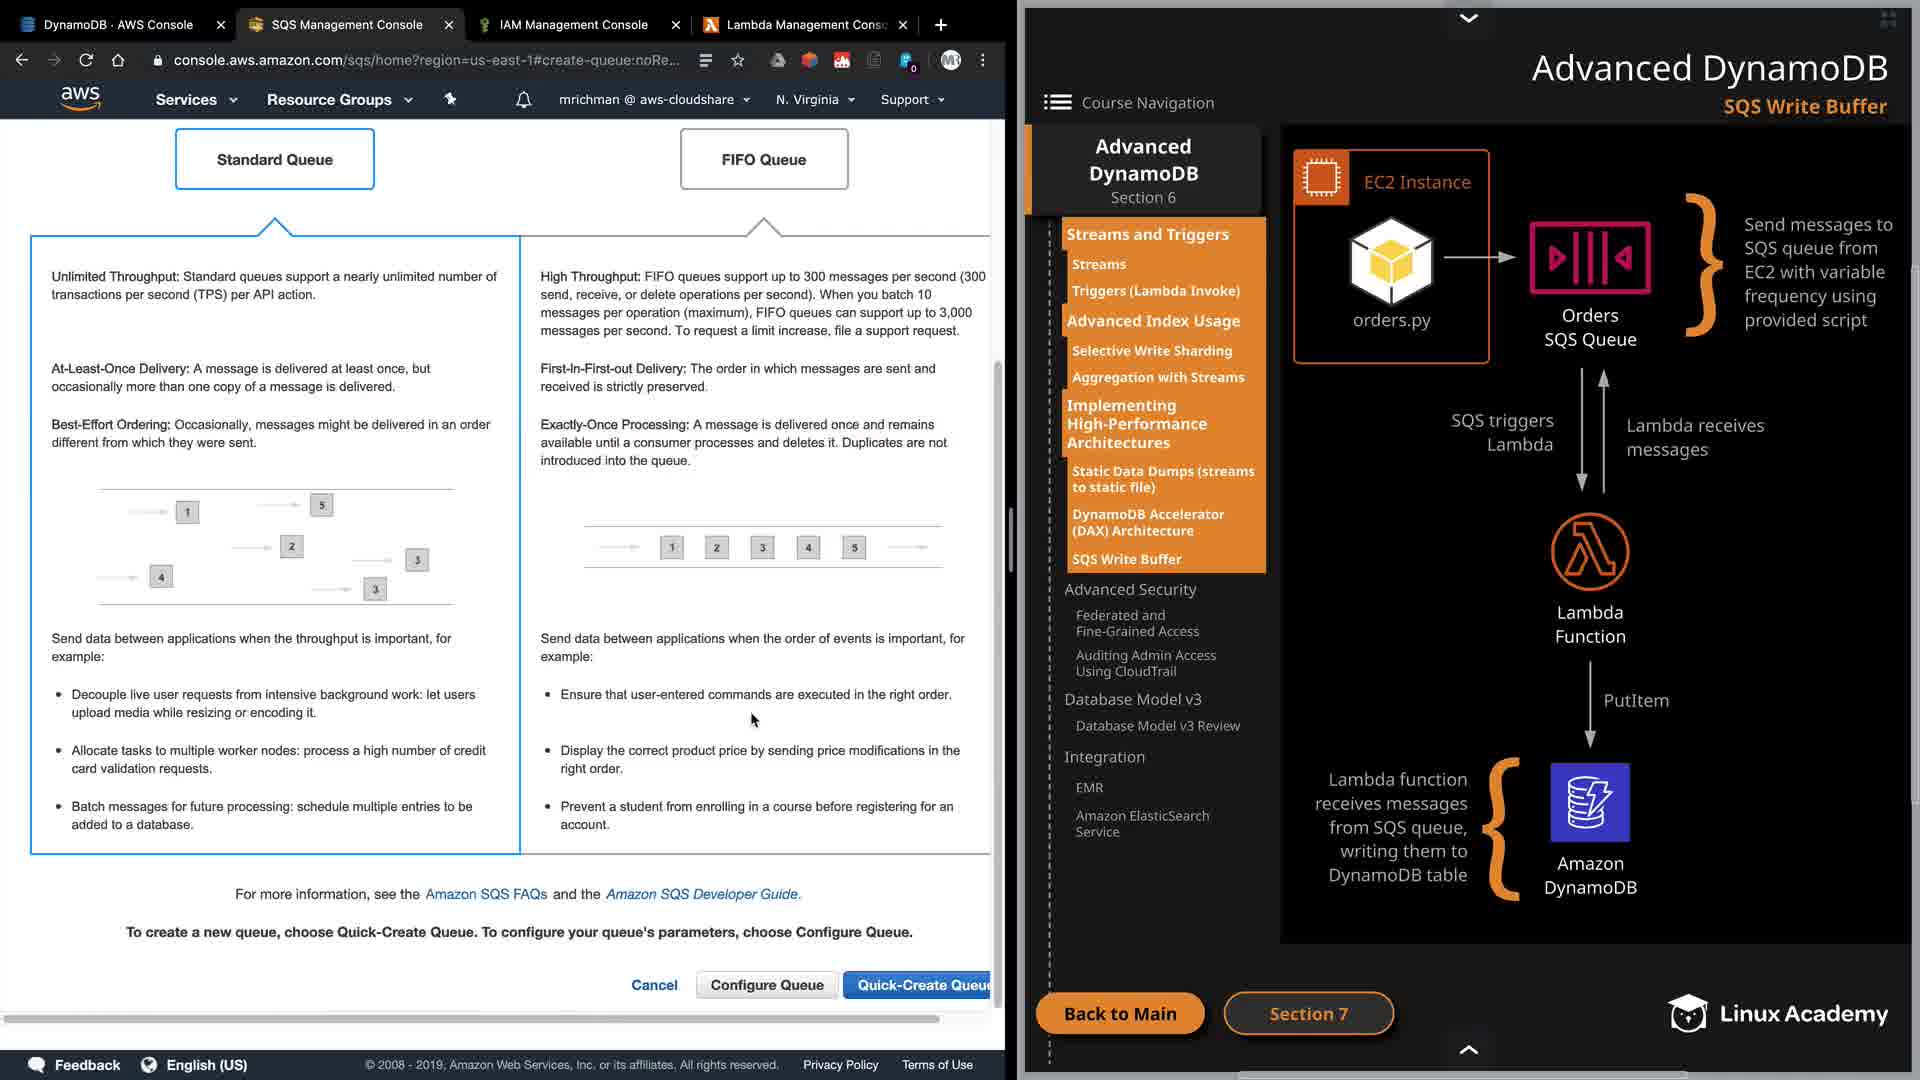 DynamoDB · AWS Console
SQS Management Console
IAM Management Console
Lambda Management Conso
console.aws.amazon.com/sqs/home?region=us-east-1#create-queue:noRe...
0
aws
Services
Resource Groups
mrichman @ aws-cloudshare
N. Virginia
Support
Standard Queue
FIFO Queue
Unlimited Throughput: Standard queues support a nearly unlimited number of
transactions per second (TPS) per API action.
At-Least-Once Delivery: A message is delivered at least once, but
occasionally more than one copy of a message is delivered.
Best-Effort Ordering: Occasionally, messages might be delivered in an order
different from which they were sent.
1
5
2
3
4
3
Send data between applications when the throughput is important, for
example:
Decouple live user requests from intensive background work: let users
upload media while resizing or encoding it.
Allocate tasks to multiple worker nodes: process a high number of credit
card validation requests.
Batch messages for future processing: schedule multiple entries to be
added to a database.
High Throughput: FIFO queues support up to 300 messages per second (300
send, receive, or delete operations per second). When you batch 10
messages per operation (maximum), FIFO queues can support up to 3,000
messages per second. To request a limit increase, file a support request.
First-In-First-out Delivery: The order in which messages are sent and
received is strictly preserved.
Exactly-Once Processing: A message is delivered once and remains
available until a consumer processes and deletes it. Duplicates are not
introduced into the queue.
1 2 3 4 5
Send data between applications when the order of events is important, for
example:
Ensure that user-entered commands are executed in the right order.
Display the correct product price by sending price modifications in the
right order.
Prevent a student from enrolling in a course before registering for an
account.
For more information, see the Amazon SQS FAQs and the Amazon SQS Developer Guide.
To create a new queue, choose Quick-Create Queue. To configure your queue's parameters, choose Configure Queue.
Cancel
Configure Queue
Quick-Create Queue
Feedback
English (US)
© 2008 - 2019, Amazon Web Services, Inc. or its affiliates. All rights reserved.
Privacy Policy
Terms of Use
Advanced DynamoDB
SQS Write Buffer
Course Navigation
Advanced
DynamoDB
Section 6
Streams and Triggers
Streams
Triggers (Lambda Invoke)
Advanced Index Usage
Selective Write Sharding
Aggregation with Streams
Implementing
High-Performance
Architectures
Static Data Dumps (streams
to static file)
DynamoDB Accelerator
(DAX) Architecture
SQS Write Buffer
Advanced Security
Federated and
Fine-Grained Access
Auditing Admin Access
Using CloudTrail
Database Model v3
Database Model v3 Review
Integration
EMR
Amazon ElasticSearch
Service
EC2 Instance
orders.py
Orders
SQS Queue
Send messages to
SQS queue from
EC2 with variable
frequency using
provided script
SQS triggers
Lambda
Lambda receives
messages
Lambda
Function
PutItem
Lambda function
receives messages
from SQS queue,
writing them to
DynamoDB table
Amazon
DynamoDB
Back to Main
Section 7
Linux Academy